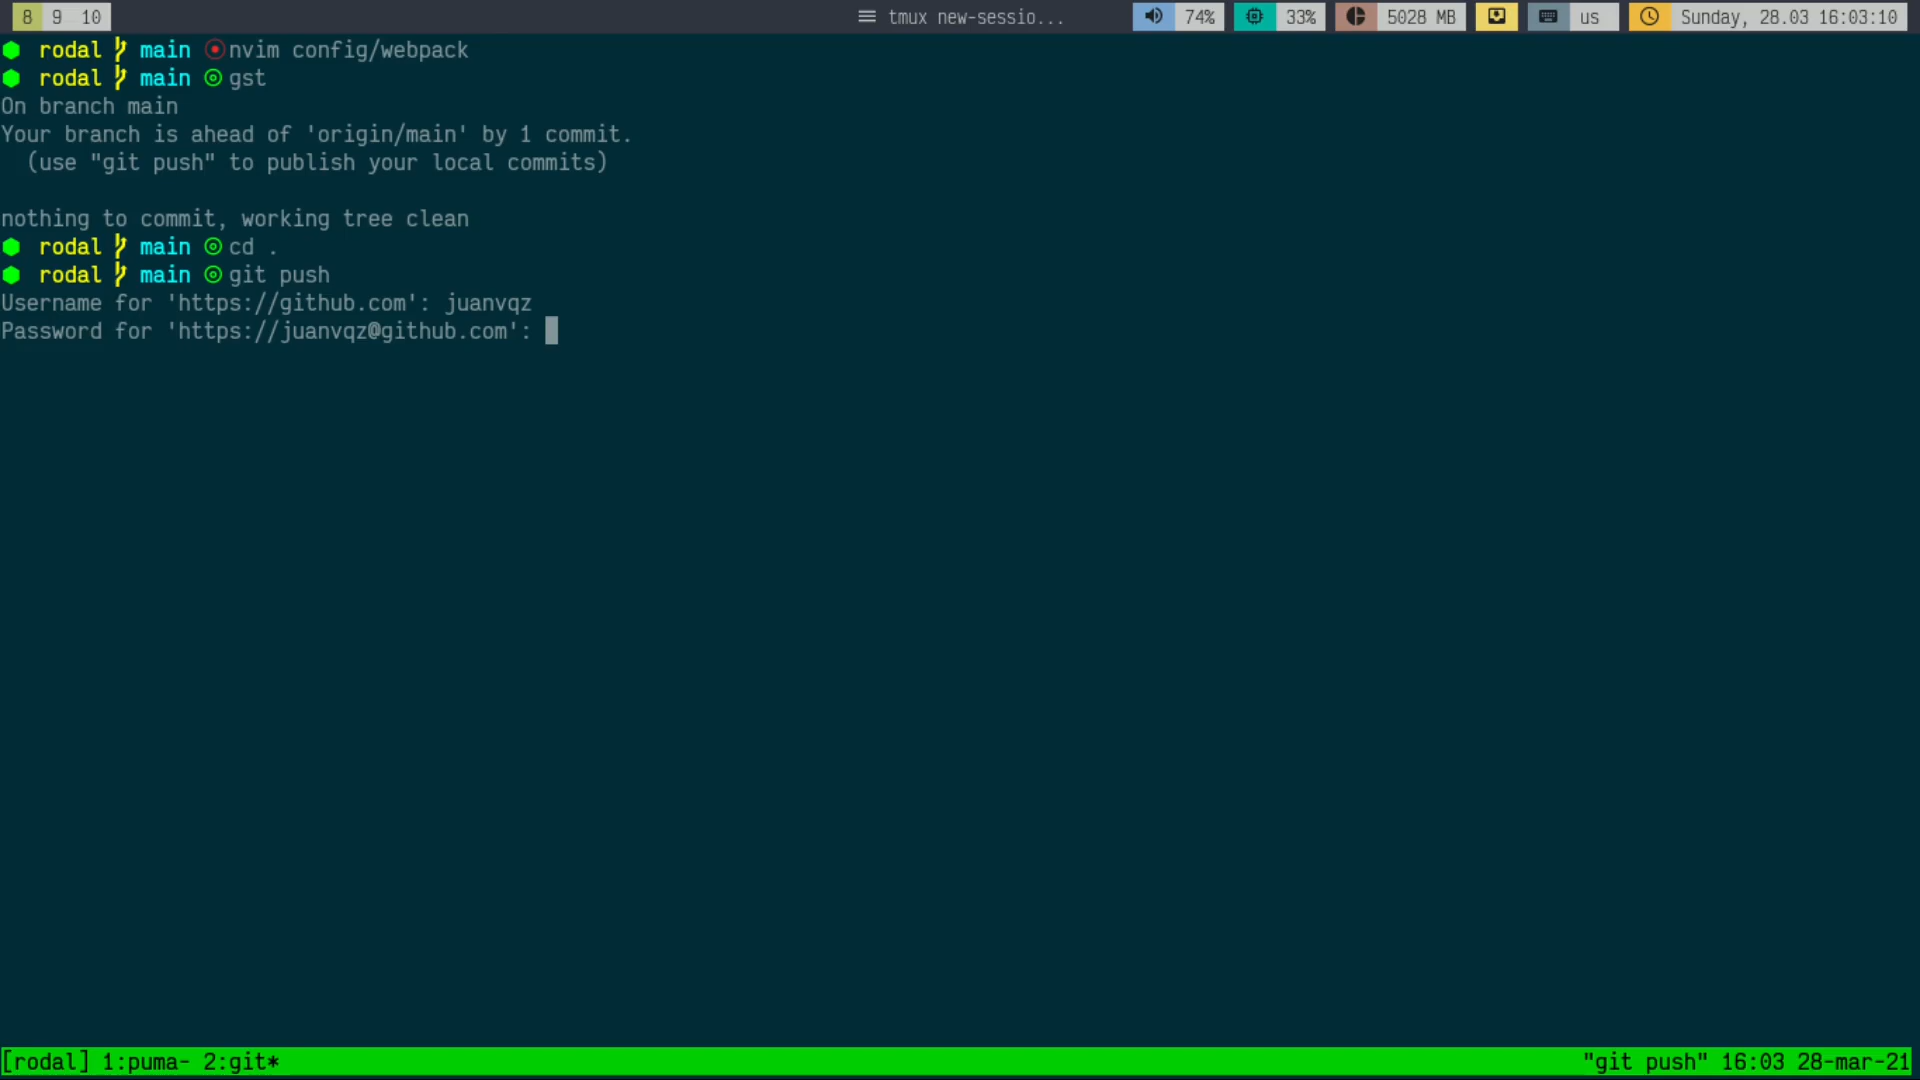 8 9 10 tmux new-sessio... 74% 33% 5028 MB us Sunday, 28.03 16:03:10
rodal main nvim config/webpack
rodal main gst
On branch main
Your branch is ahead of 'origin/main' by 1 commit.
(use "git push" to publish your local commits)
nothing to commit, working tree clean
rodal main cd .
rodal main git push
Username for 'https://github.com': juanvqz
Password for 'https://juanvqz@github.com':
[rodal] 1:puma- 2:git* "git push" 16:03 28-mar-21